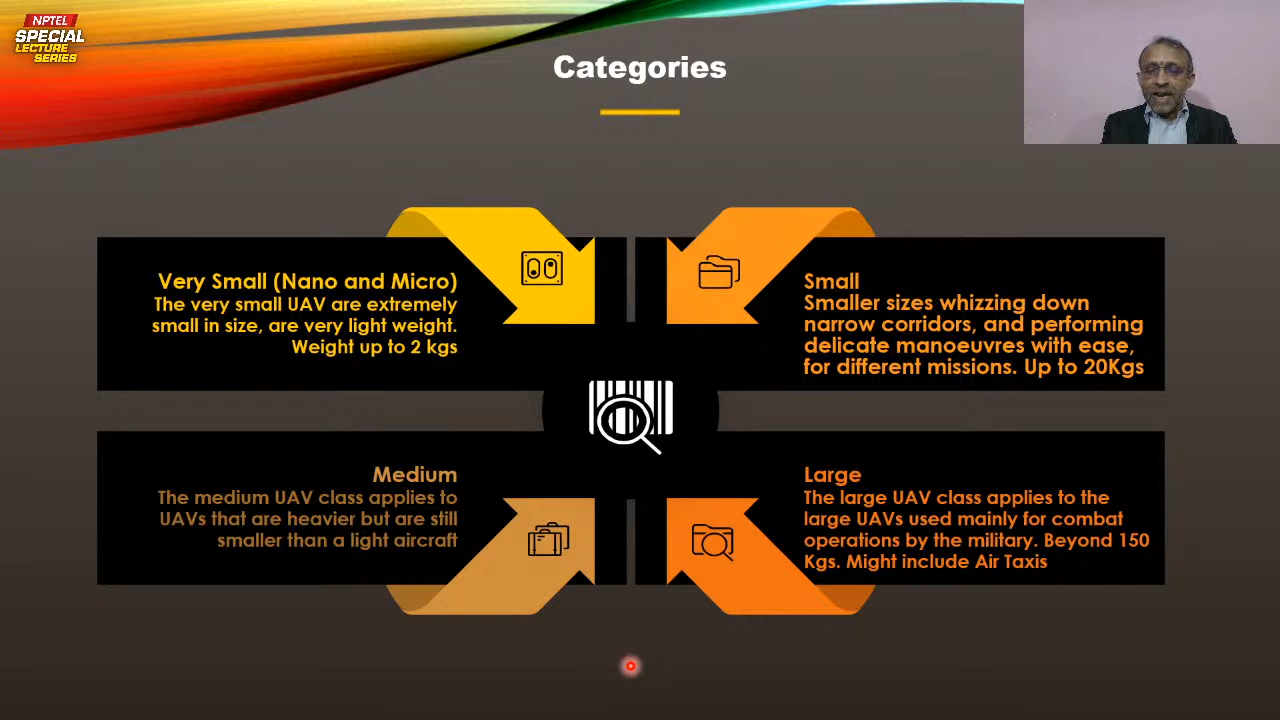 NPTEL
SPECIAL
LECTURE
SERIES
Categories
Very Small (Nano and Micro)
The very small UAV are extremely
small in size, are very light weight.
Weight up to 2 kgs
Small
Smaller sizes whizzing down
narrow corridors, and performing
delicate manoeuvres with ease,
for different missions. Up to 20Kgs
Medium
The medium UAV class applies to
UAVs that are heavier but are still
smaller than a light aircraft
Large
The large UAV class applies to the
large UAVs used mainly for combat
operations by the military. Beyond 150
Kgs. Might include Air Taxis